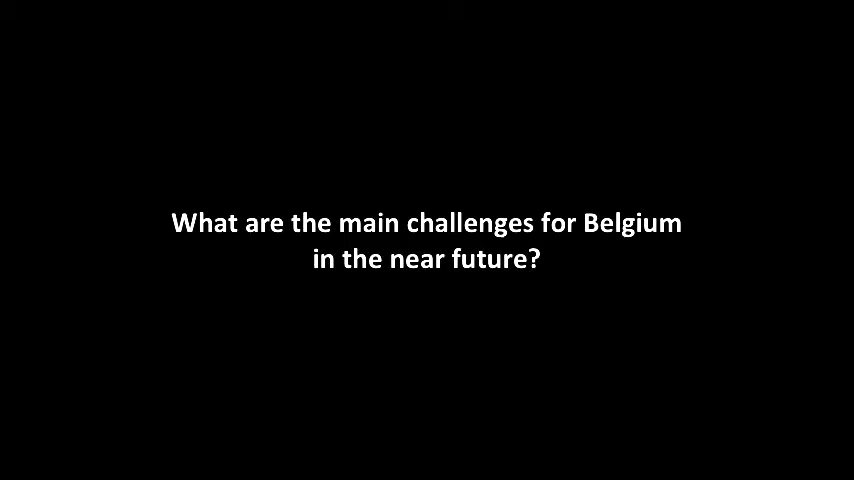 What are the main challenges for Belgium
in the near future?